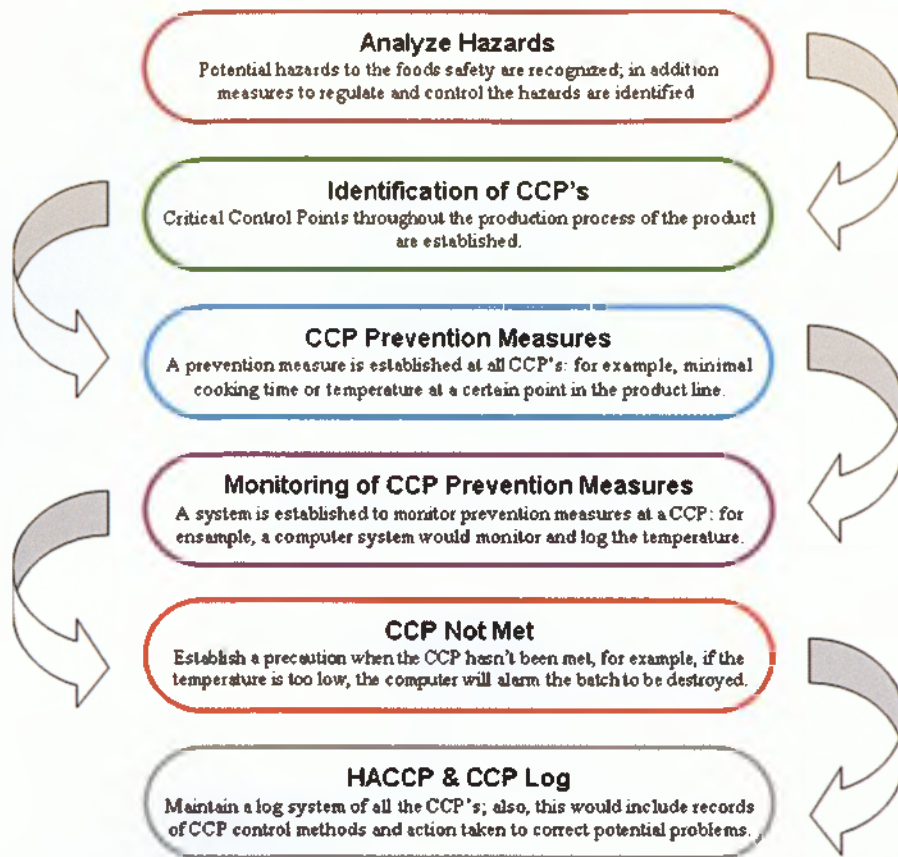 Analyze Hazards
Potential hazards to the foods safety are recognized; in addition
measures to regulate and control the hazards are identified
Identification of CCP's
Critical Control Points throughout the production process of the product
are established.
CCP Prevention Measures
A prevention measure is established at all CCP's: for example, minimal
cooking time or temperature at a certain point in the product line.
Monitoring of CCP Prevention Measures
A system is established to monitor prevention measures at a CCP: for
ensample, a computer system would monitor and log the temperature.
CCP Not Met
Establish a precaution when the CCP hasn't been met, for example, if the
temperature is too low, the computer will alarm the batch to be destroyed.
HACCP & CCP Log
Maintain a log system of all the CCP's; also, this would include records
of CCP control methods and action taken to correct potential problems.